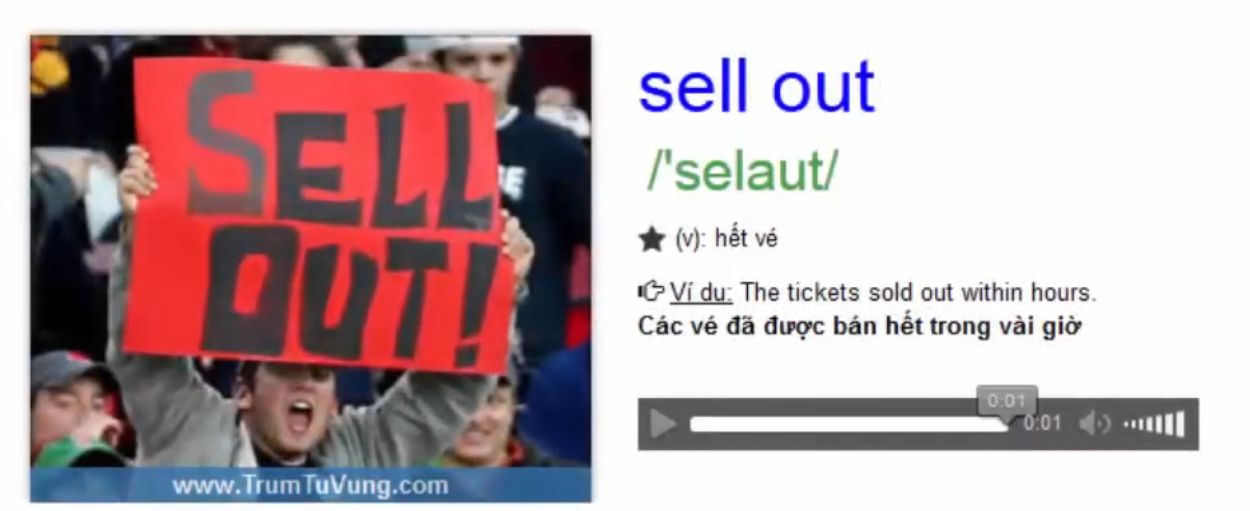 SELL
OUT!
www.TrumTuVung.com
sell out
/'selaut/
★ (v): hết vé
Ví du: The tickets sold out within hours.
Các vé đã được bán hết trong vài giờ
0:01
0:01